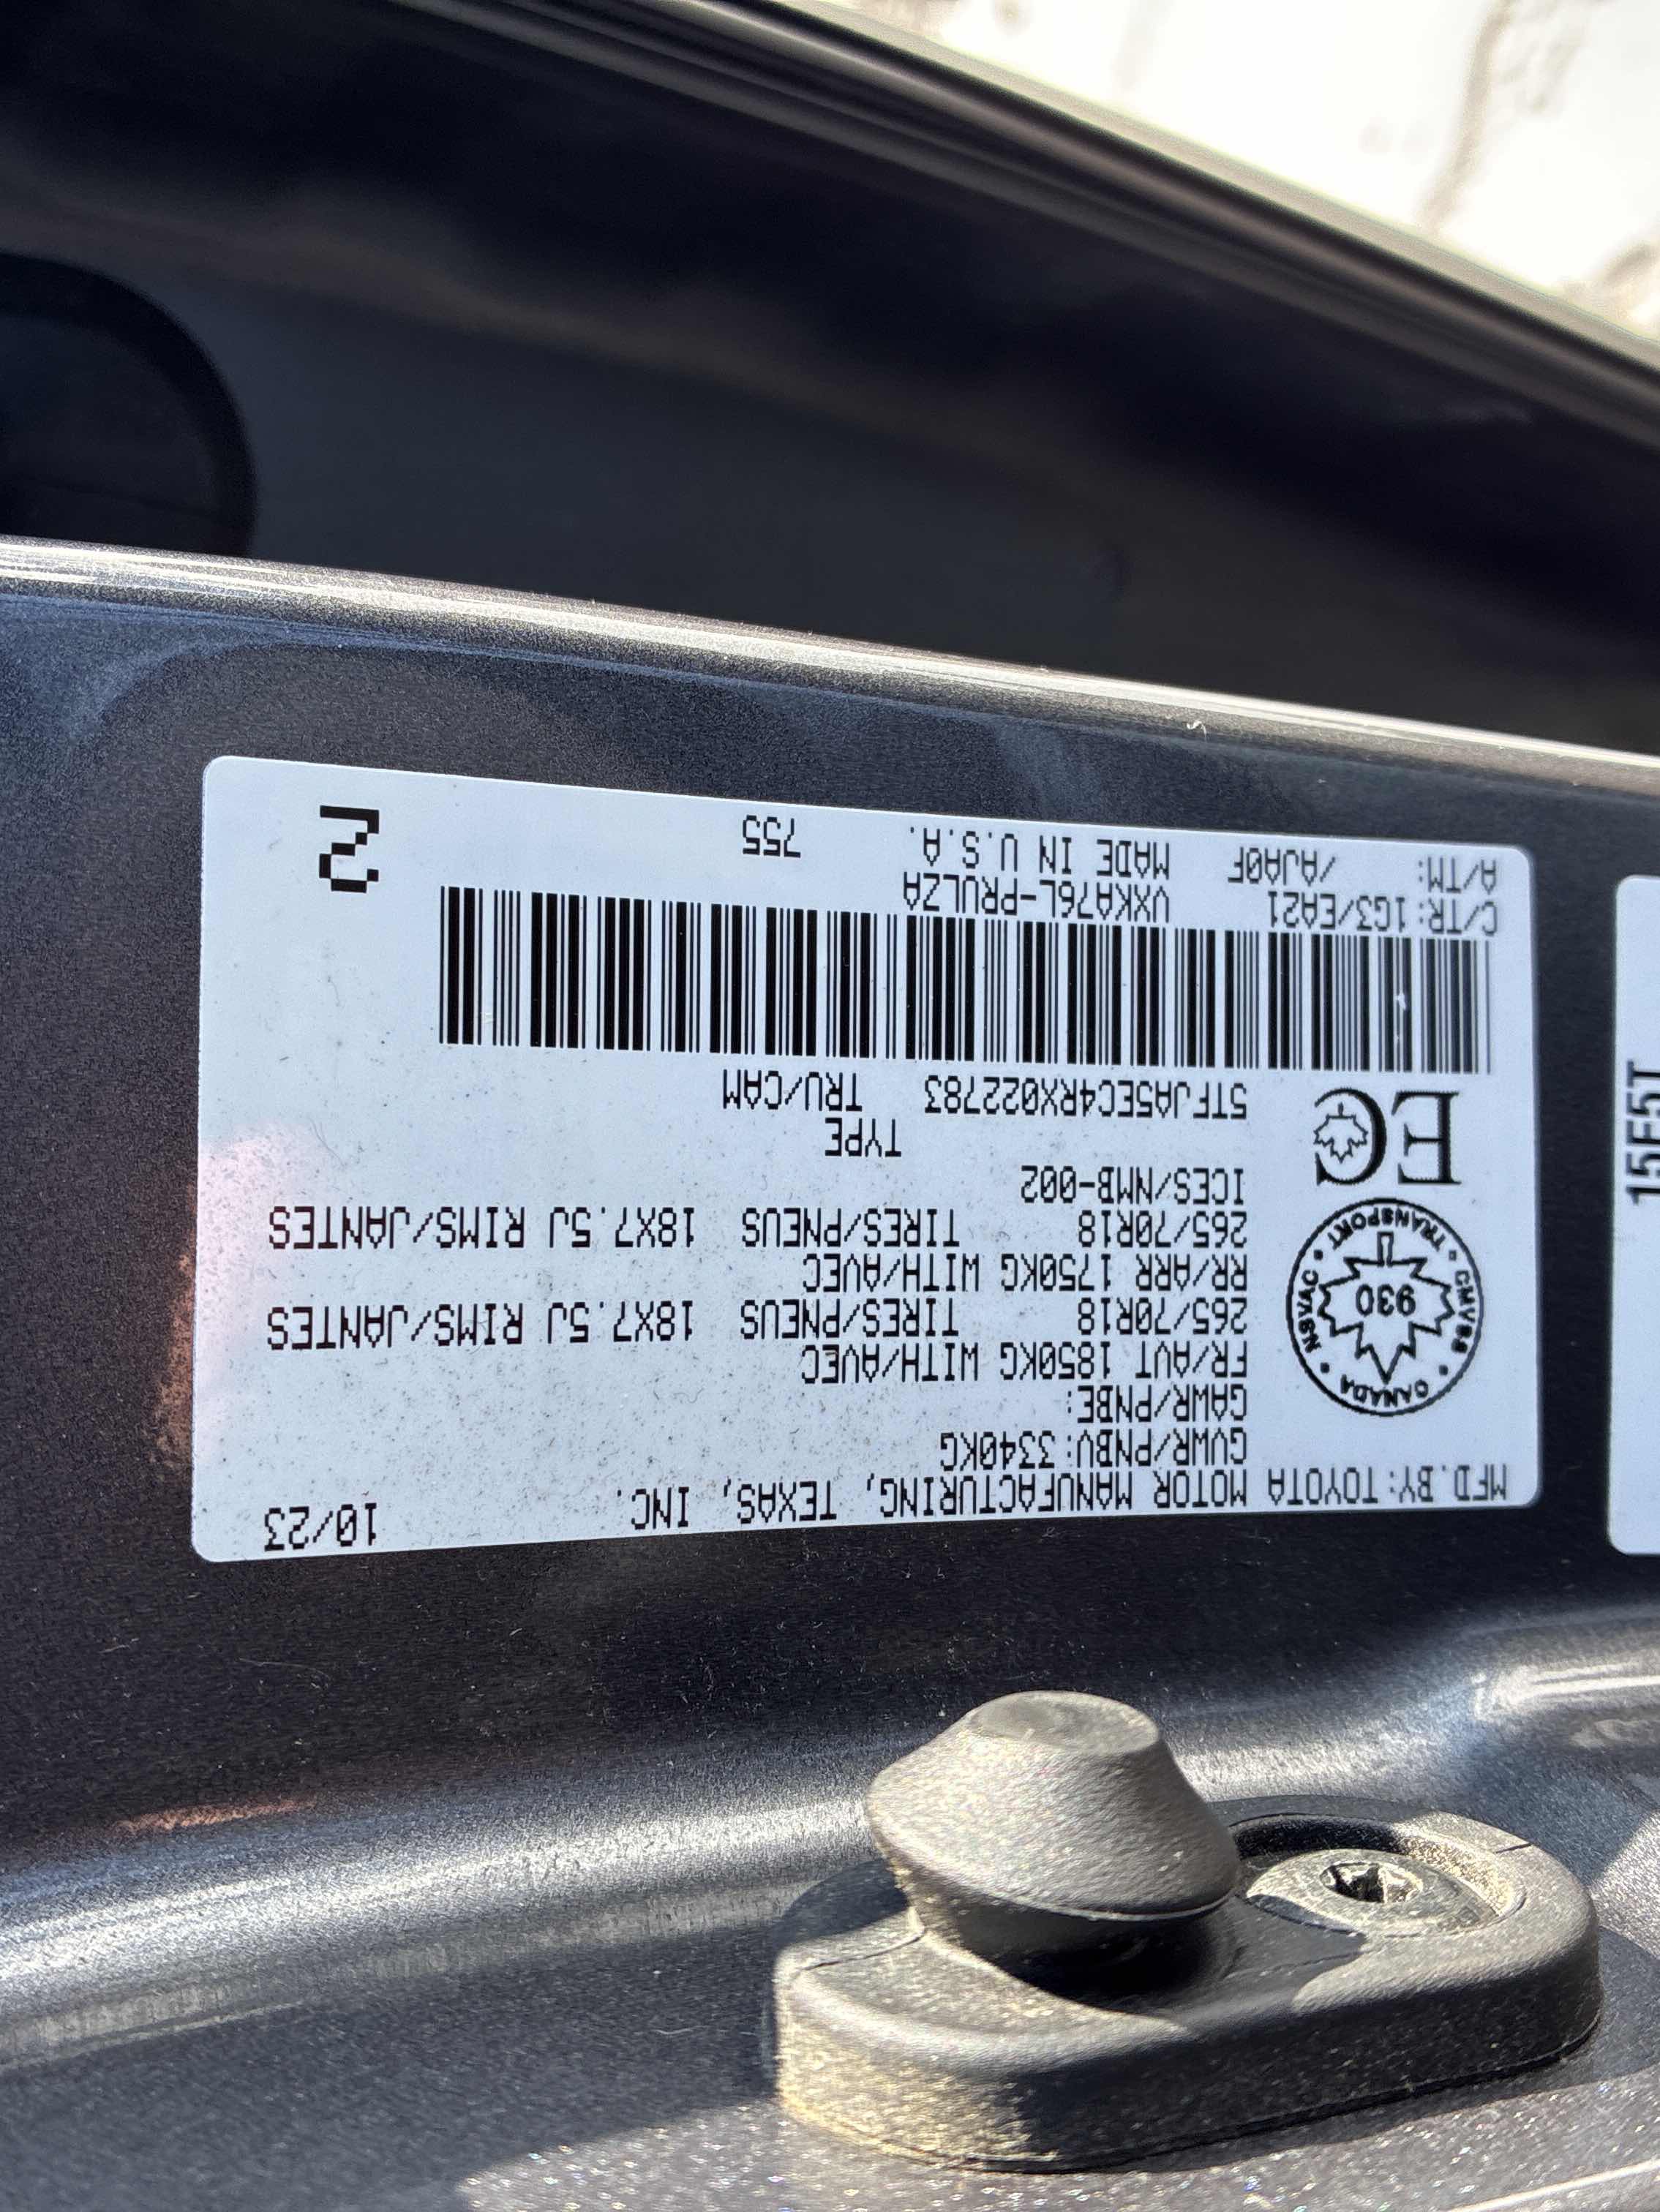 MFD.BY: TOYOTA MOTOR MANUFACTURING, TEXAS, INC. 10/23
GVWR/PNBV: 3340KG
GAWR/PNBE:
FR/AVT 1850KG WITH/AVEC
265/70R18 TIRES/PNEUS 18X7.5J RIMS/JANTES
RR/ARR 1750KG WITH/AVEC
265/70R18 TIRES/PNEUS 18X7.5J RIMS/JANTES
ICES/NMB-002
TYPE
5TFJA5EC4RX022783 TRU/CAM
CANADA • CMVSS • TRANSPORT • NSVAC •
930
EC
C/TR: 1G3/EA21 VXKA76L-PRULZA
A/TM: /AJA0F MADE IN U.S.A. 755
2
15F5T